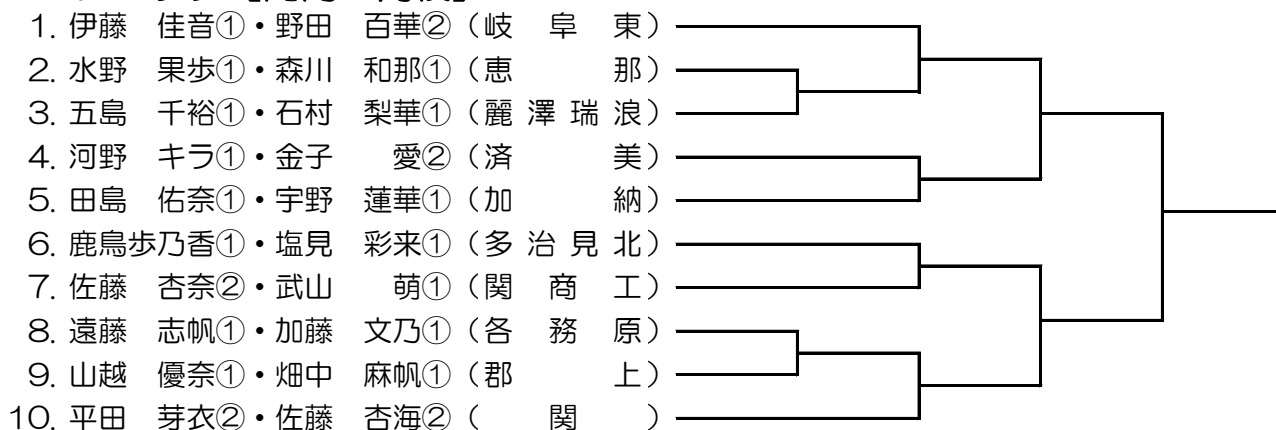 1. 伊藤　佳音①・野田　百華②（岐　阜　東）
2. 水野　果歩①・森川　和那①（恵　　　那）
3. 五島　千裕①・石村　梨華①（麗 澤 瑞 浪）
4. 河野　キラ①・金子　　愛②（済　　　美）
5. 田島　佑奈①・宇野　蓮華①（加　　　納）
6. 鹿鳥歩乃香①・塩見　彩来①（多 治 見 北）
7. 佐藤　杏奈②・武山　　萌①（関　商　工）
8. 遠藤　志帆①・加藤　文乃①（各　務　原）
9. 山越　優奈①・畑中　麻帆①（郡　　　上）
10. 平田　芽衣②・佐藤　杏海②（　　関　　）